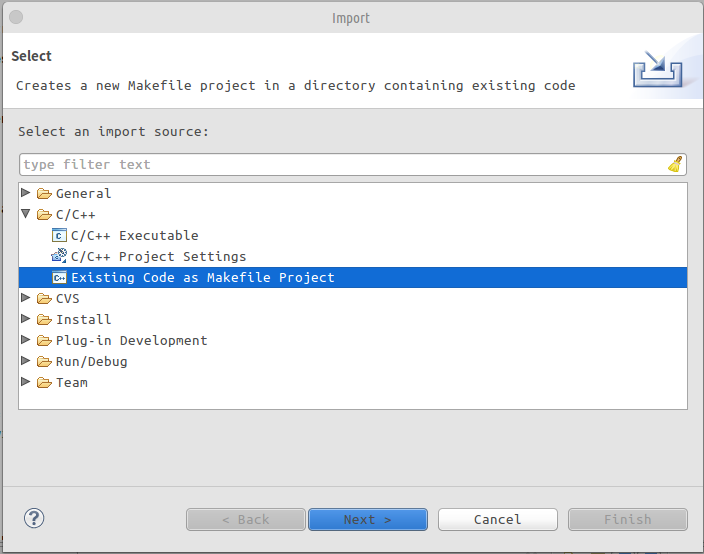 Import
Select
Creates a new Makefile project in a directory containing existing code
Select an import source:
type filter text
General
C/C++
C/C++ Executable
C/C++ Project Settings
Existing Code as Makefile Project
CVS
Install
Plug-in Development
Run/Debug
Team
? < Back Next > Cancel Finish